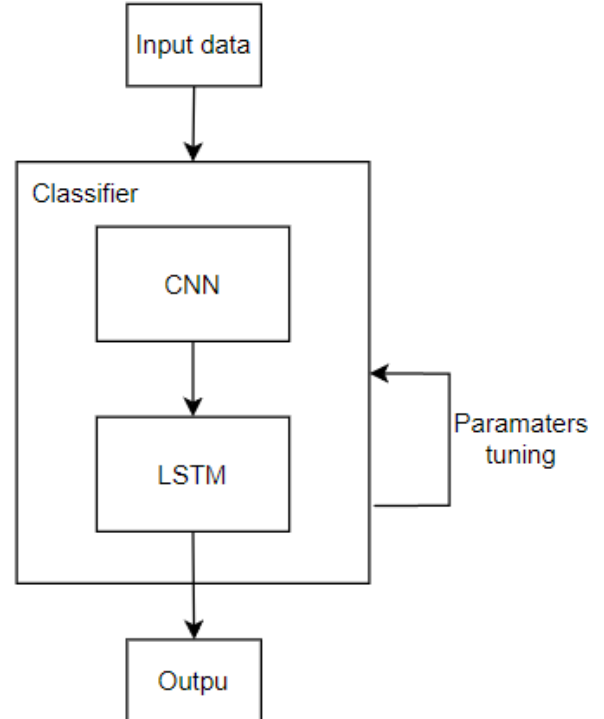 Input data
Classifier
CNN
LSTM
Paramaters
tuning
Outpu